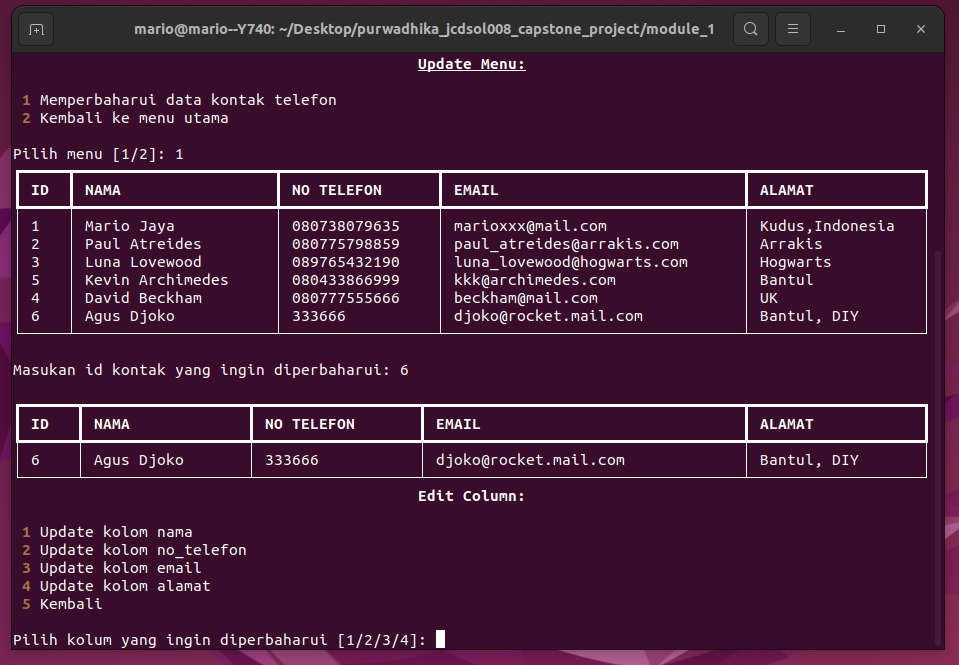 mario@mario--Y740: ~/Desktop/purwadhika_jcdsol008_capstone_project/module_1
Update Menu:
1 Memperbaharui data kontak telefon
2 Kembali ke menu utama
Pilih menu [1/2]: 1
ID NAMA NO TELEFON EMAIL ALAMAT
1 Mario Jaya 080738079635 marioxxx@mail.com Kudus,Indonesia
2 Paul Atreides 080775798859 paul_atreides@arrakis.com Arrakis
3 Luna Lovewood 089765432190 luna_lovewood@hogwarts.com Hogwarts
5 Kevin Archimedes 080433866999 kkk@archimedes.com Bantul
4 David Beckham 080777555666 beckham@mail.com UK
6 Agus Djoko 333666 djoko@rocket.mail.com Bantul, DIY
Masukan id kontak yang ingin diperbaharui: 6
ID NAMA NO TELEFON EMAIL ALAMAT
6 Agus Djoko 333666 djoko@rocket.mail.com Bantul, DIY
Edit Column:
1 Update kolom nama
2 Update kolom no_telefon
3 Update kolom email
4 Update kolom alamat
5 Kembali
Pilih kolum yang ingin diperbaharui [1/2/3/4]: